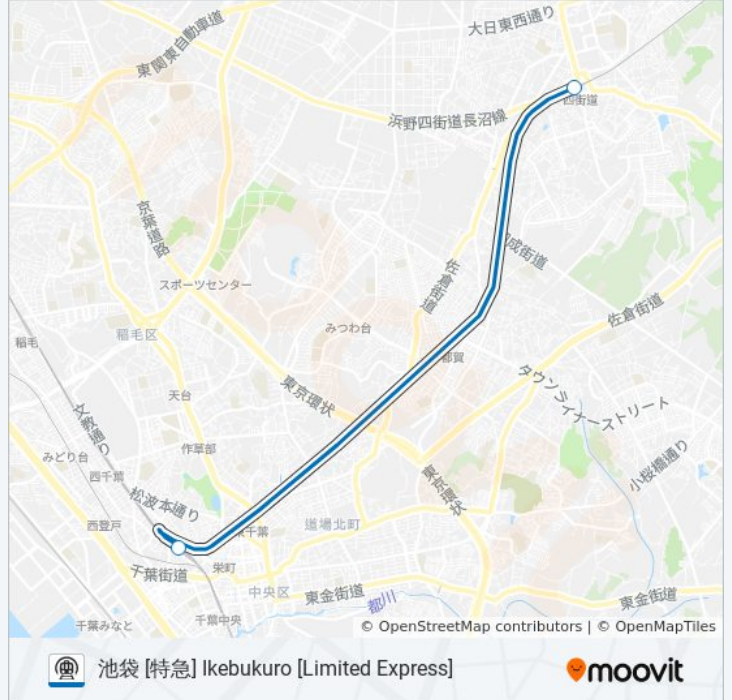 大日東西通り
東関東自動車道
四街道
浜野四街道長沼線
京葉道路
成街道
佐倉街道
スポーツセンター
佐倉街道
みつわ台
稲毛区
稲毛
都賀
タウンライナーストリート
東京環状
天台
文教通り
作草部
小桜橋通り
みどり台
四千葉
東京環状
松波本通り
西登戸
東千葉
道場北町
千葉街道
栄町
中央区
東金街道
都川
東金街道
千葉みなと
千葉中央
© OpenStreetMap contributors | © OpenMapTiles
池袋 [特急] Ikebukuro [Limited Express]
moovit